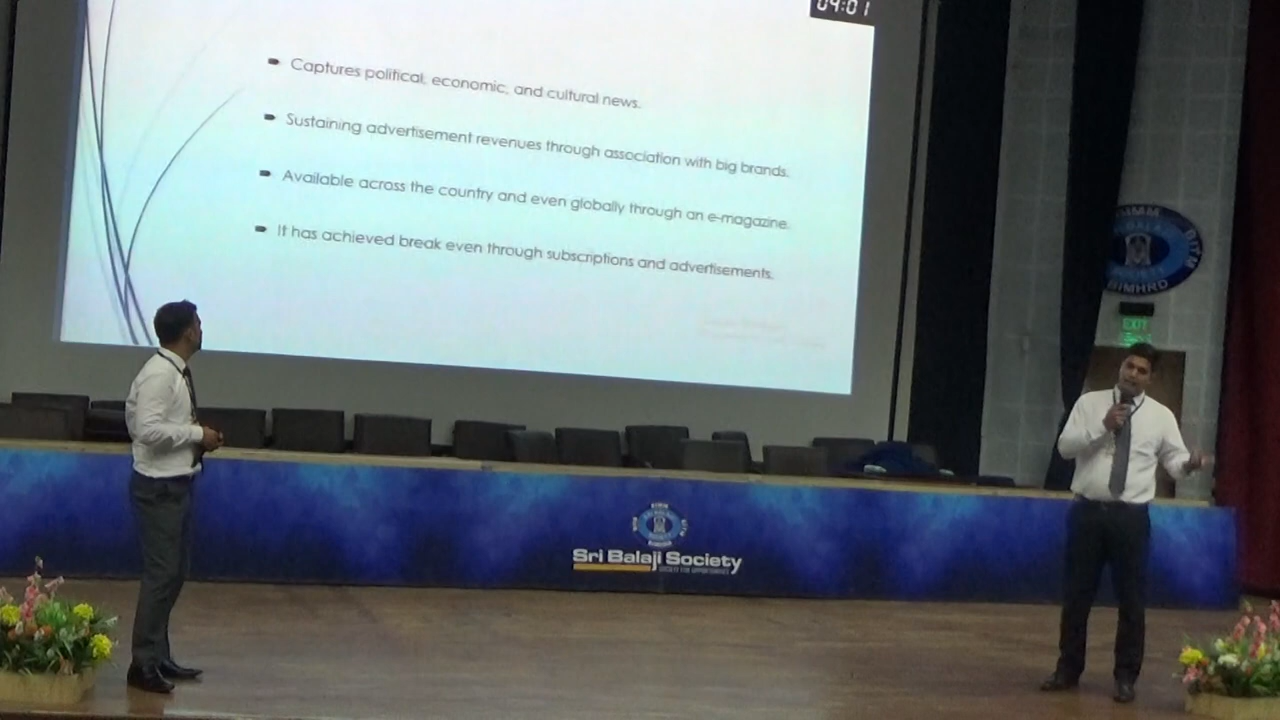 04:01
Captures political, economic, and cultural news.
Sustaining advertisement revenues through association with big brands.
Available across the country and even globally through an e-magazine.
It has achieved break even through subscriptions and advertisements.
BIMHRD
EXIT
Sri Balaji Society